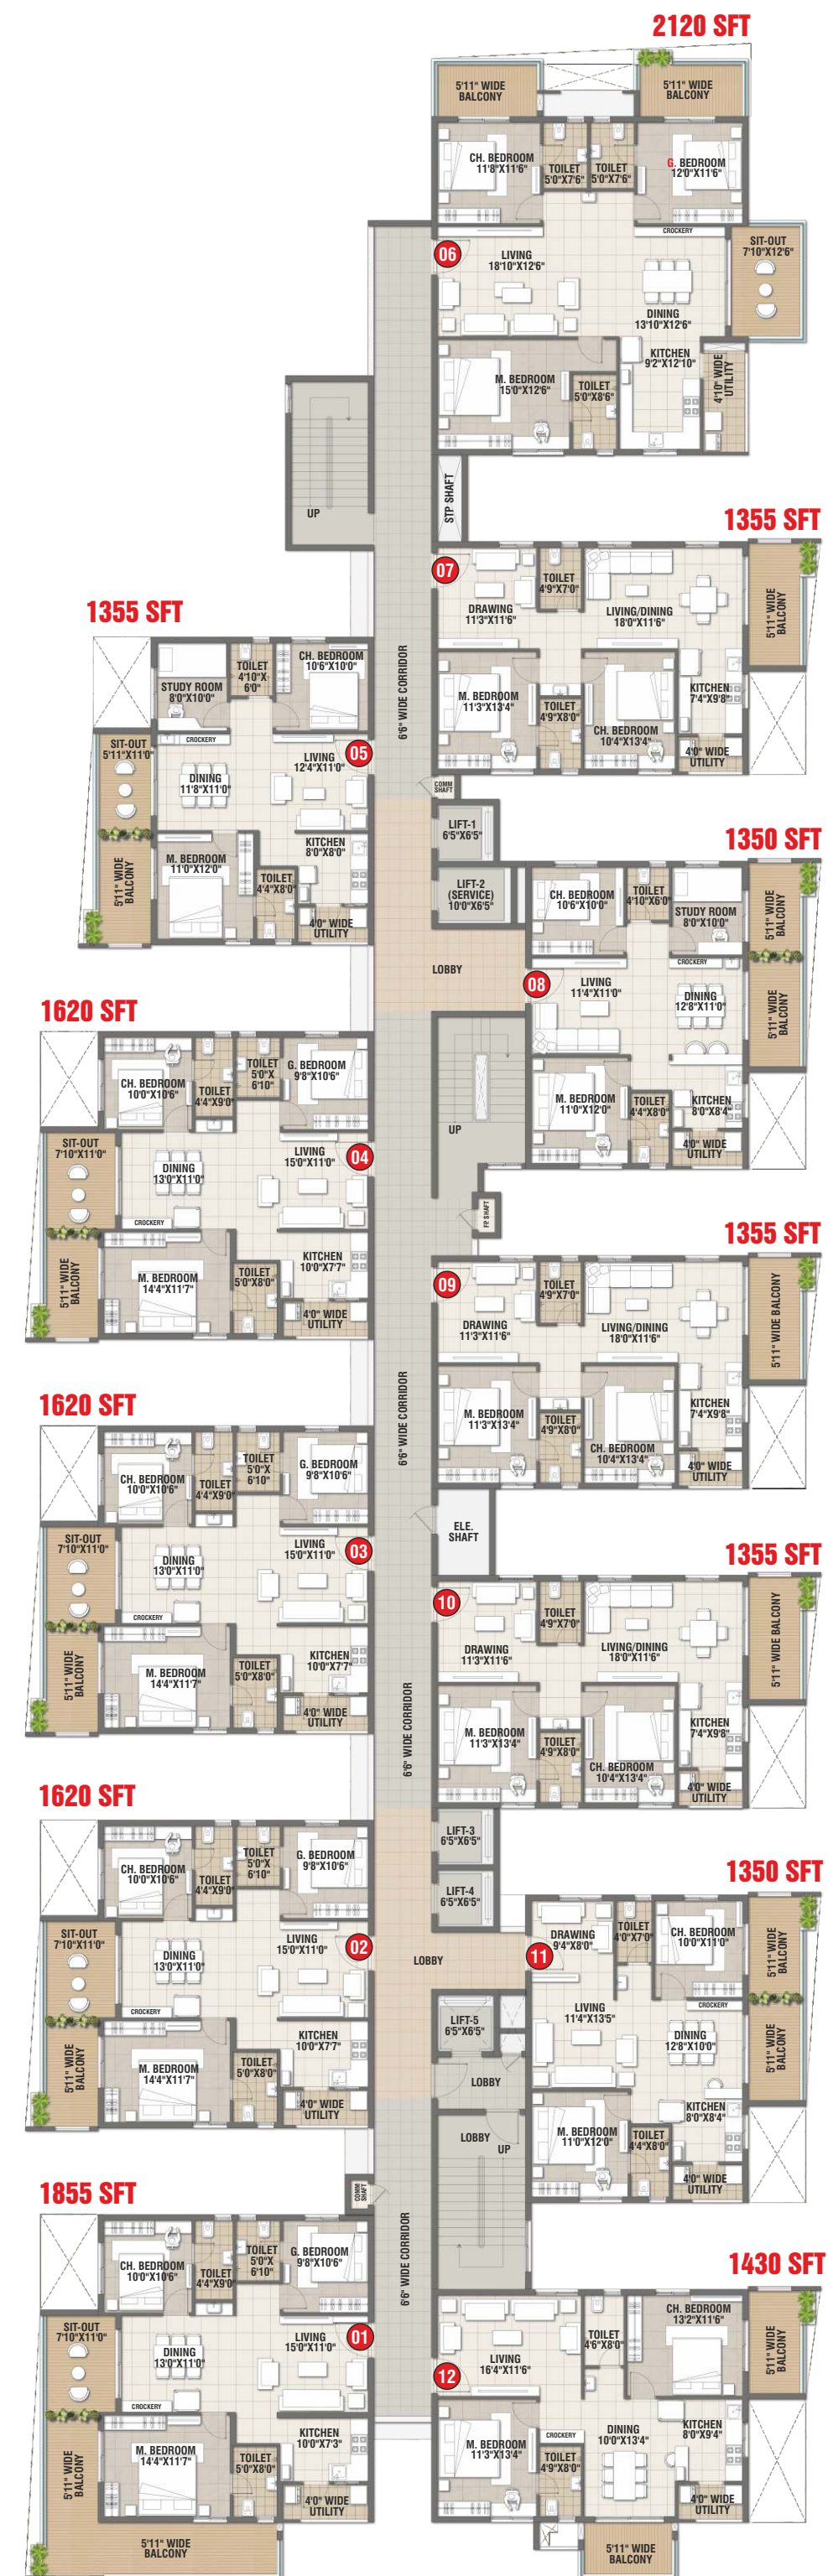 2120 SFT
5'11" WIDE
BALCONY
5'11" WIDE
BALCONY
CH. BEDROOM
11'8"X11'6"
TOILET
5'0"X7'6"
TOILET
5'0"X7'6"
G. BEDROOM
12'0"X11'6"
CROCKERY
06
LIVING
18'10"X12'6"
SIT-OUT
7'10"X12'6"
DINING
13'10"X12'6"
KITCHEN
9'2"X12'10"
M. BEDROOM
15'0"X12'6"
TOILET
5'0"X8'6"
4'10" WIDE
UTILITY
UP
STP SHAFT
6'6" WIDE CORRIDOR
1355 SFT
07
DRAWING
11'3"X11'6"
TOILET
4'9"X7'0"
LIVING/DINING
18'0"X11'6"
5'11" WIDE
BALCONY
M. BEDROOM
11'3"X13'4"
TOILET
4'9"X8'0"
CH. BEDROOM
10'4"X13'4"
KITCHEN
7'4"X9'8"
4'0" WIDE
UTILITY
1355 SFT
STUDY ROOM
8'0"X10'0"
TOILET
4'10"X
6'0"
CH. BEDROOM
10'6"X10'0"
CROCKERY
SIT-OUT
5'11"X11'0"
DINING
11'8"X11'0"
LIVING
12'4"X11'0"
05
M. BEDROOM
11'0"X12'0"
KITCHEN
8'0"X8'0"
TOILET
4'4"X8'0"
5'11" WIDE
BALCONY
4'0" WIDE
UTILITY
COMM
SHAFT
LIFT-1
6'5"X6'5"
LIFT-2
(SERVICE)
10'0"X6'5"
LOBBY
1350 SFT
CH. BEDROOM
10'6"X10'0"
TOILET
4'10"X6'0"
STUDY ROOM
8'0"X10'0"
5'11" WIDE
BALCONY
CROCKERY
08
LIVING
11'4"X11'0"
DINING
12'8"X11'0"
5'11" WIDE
BALCONY
M. BEDROOM
11'0"X12'0"
TOILET
4'4"X8'0"
KITCHEN
8'0"X8'4"
4'0" WIDE
UTILITY
UP
FP SHAFT
1620 SFT
CH. BEDROOM
10'0"X10'6"
TOILET
4'4"X9'0"
TOILET
5'0"X
6'10"
G. BEDROOM
9'8"X10'6"
SIT-OUT
7'10"X11'0"
DINING
13'0"X11'0"
LIVING
15'0"X11'0"
04
CROCKERY
5'11" WIDE
BALCONY
M. BEDROOM
14'4"X11'7"
TOILET
5'0"X8'0"
KITCHEN
10'0"X7'7"
4'0" WIDE
UTILITY
1355 SFT
09
DRAWING
11'3"X11'6"
TOILET
4'9"X7'0"
LIVING/DINING
18'0"X11'6"
5'11" WIDE BALCONY
M. BEDROOM
11'3"X13'4"
TOILET
4'9"X8'0"
CH. BEDROOM
10'4"X13'4"
KITCHEN
7'4"X9'8"
4'0" WIDE
UTILITY
6'6" WIDE CORRIDOR
1620 SFT
CH. BEDROOM
10'0"X10'6"
TOILET
4'4"X9'0"
TOILET
5'0"X
6'10"
G. BEDROOM
9'8"X10'6"
SIT-OUT
7'10"X11'0"
DINING
13'0"X11'0"
LIVING
15'0"X11'0"
03
CROCKERY
5'11" WIDE
BALCONY
M. BEDROOM
14'4"X11'7"
TOILET
5'0"X8'0"
KITCHEN
10'0"X7'7"
4'0" WIDE
UTILITY
ELE.
SHAFT
1355 SFT
10
DRAWING
11'3"X11'6"
TOILET
4'9"X7'0"
LIVING/DINING
18'0"X11'6"
5'11" WIDE BALCONY
M. BEDROOM
11'3"X13'4"
TOILET
4'9"X8'0"
CH. BEDROOM
10'4"X13'4"
KITCHEN
7'4"X9'8"
4'0" WIDE
UTILITY
6'6" WIDE CORRIDOR
1620 SFT
CH. BEDROOM
10'0"X10'6"
TOILET
4'4"X9'0"
TOILET
5'0"X
6'10"
G. BEDROOM
9'8"X10'6"
SIT-OUT
7'10"X11'0"
DINING
13'0"X11'0"
LIVING
15'0"X11'0"
02
CROCKERY
5'11" WIDE
BALCONY
M. BEDROOM
14'4"X11'7"
TOILET
5'0"X8'0"
KITCHEN
10'0"X7'7"
4'0" WIDE
UTILITY
LIFT-3
6'5"X6'5"
LIFT-4
6'5"X6'5"
LOBBY
LIFT-5
6'5"X6'5"
LOBBY
LOBBY
UP
1350 SFT
DRAWING
9'4"X8'0"
11
TOILET
4'0"X7'0"
CH. BEDROOM
10'0"X11'0"
5'11" WIDE
BALCONY
CROCKERY
LIVING
11'4"X13'5"
DINING
12'8"X10'0"
5'11" WIDE
BALCONY
M. BEDROOM
11'0"X12'0"
TOILET
4'4"X8'0"
KITCHEN
8'0"X8'4"
4'0" WIDE
UTILITY
COMM
SHAFT
6'6" WIDE CORRIDOR
1855 SFT
CH. BEDROOM
10'0"X10'6"
TOILET
4'4"X9'0"
TOILET
5'0"X
6'10"
G. BEDROOM
9'8"X10'6"
SIT-OUT
7'10"X11'0"
DINING
13'0"X11'0"
LIVING
15'0"X11'0"
01
CROCKERY
5'11" WIDE
BALCONY
M. BEDROOM
14'4"X11'7"
TOILET
5'0"X8'0"
KITCHEN
10'0"X7'3"
4'0" WIDE
UTILITY
5'11" WIDE
BALCONY
1430 SFT
12
LIVING
16'4"X11'6"
TOILET
4'6"X8'0"
CH. BEDROOM
13'2"X11'6"
5'11" WIDE
BALCONY
M. BEDROOM
11'3"X13'4"
CROCKERY
TOILET
4'9"X8'0"
DINING
10'0"X13'4"
KITCHEN
8'0"X9'4"
4'0" WIDE
UTILITY
5'11" WIDE
BALCONY